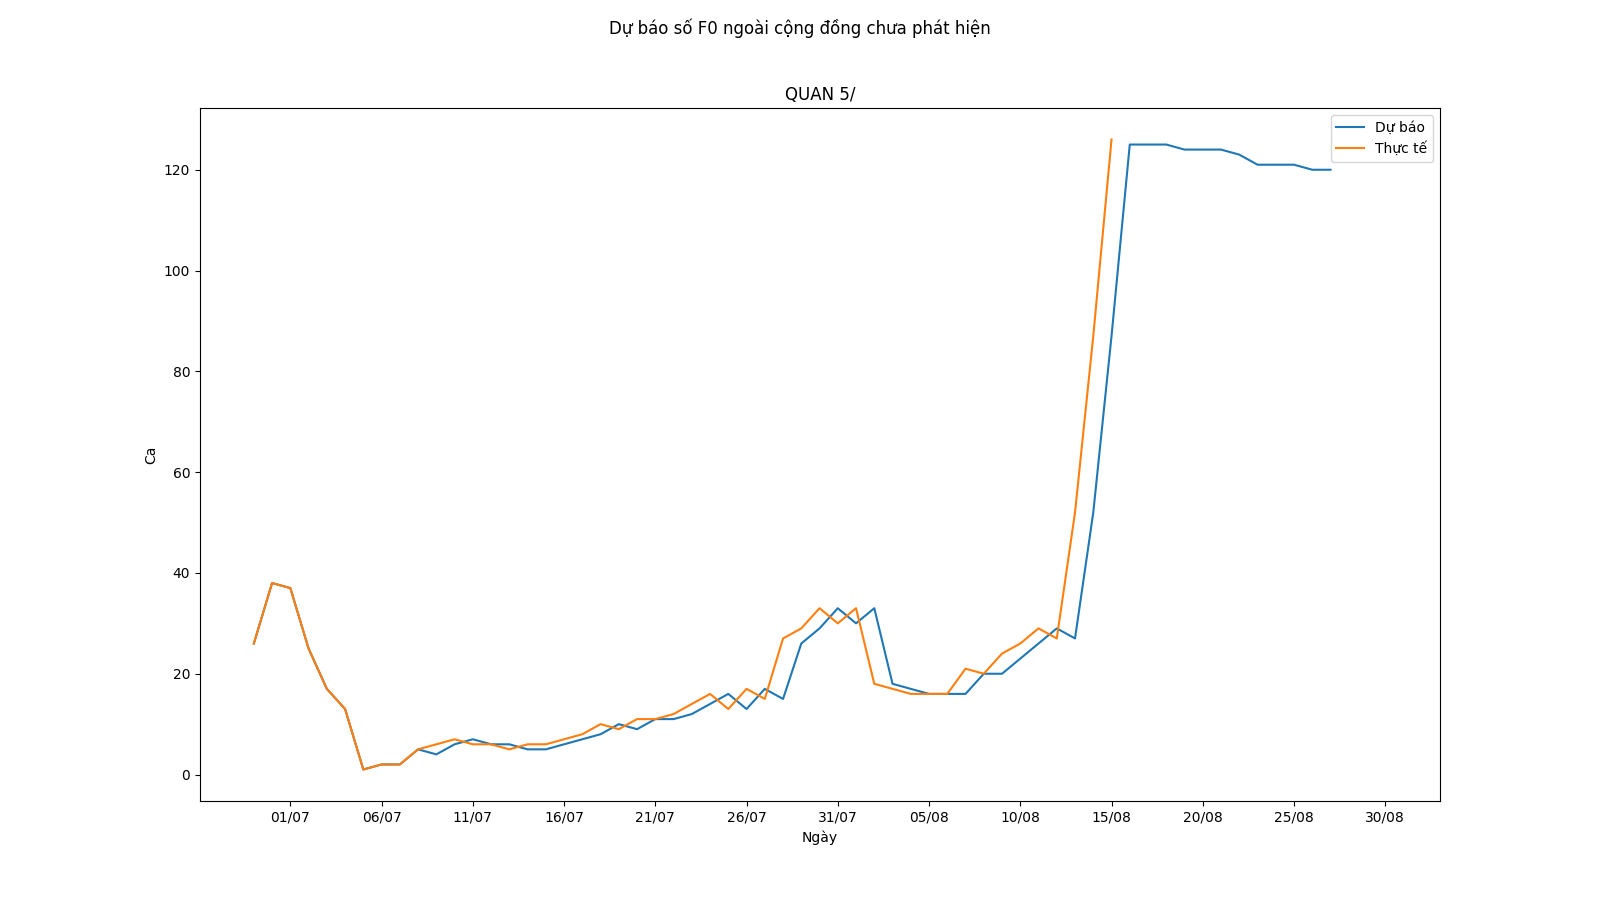 Dự báo số F0 ngoài cộng đồng chưa phát hiện
QUAN 5/
Dự báo
Thực tế
120
100
80
60
40
20
0
Ca
01/07 06/07 11/07 16/07 21/07 26/07 31/07 05/08 10/08 15/08 20/08 25/08 30/08
Ngày